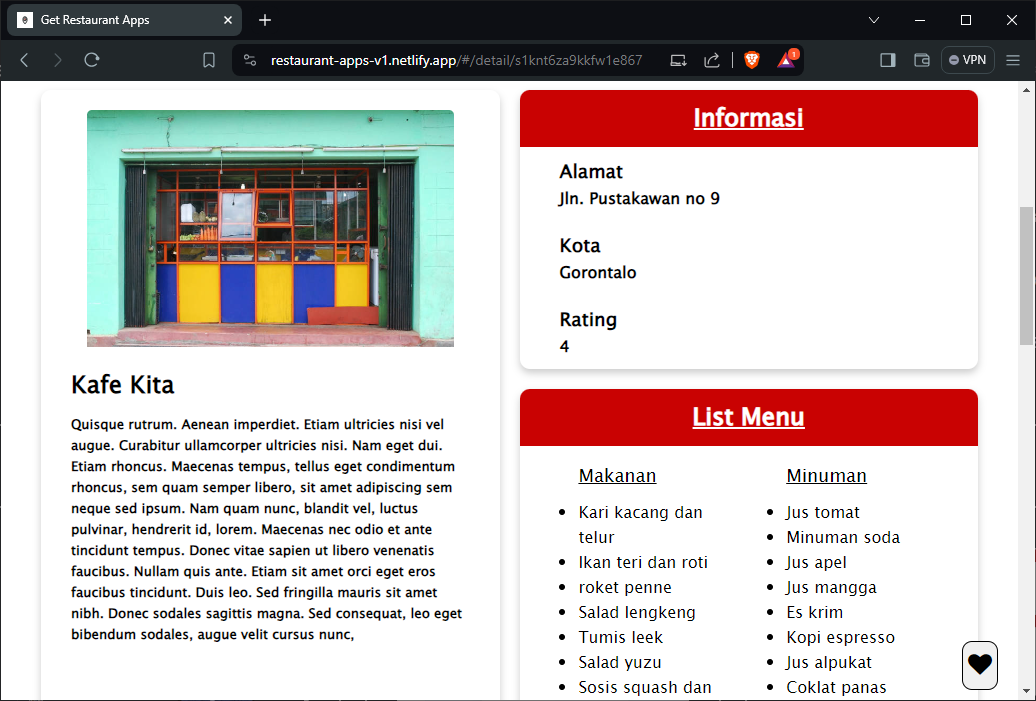 Get Restaurant Apps
restaurant-apps-v1.netlify.app/#/detail/s1knt6za9kkfw1e867
1
VPN
Kafe Kita
Quisque rutrum. Aenean imperdiet. Etiam ultricies nisi vel
augue. Curabitur ullamcorper ultricies nisi. Nam eget dui.
Etiam rhoncus. Maecenas tempus, tellus eget condimentum
rhoncus, sem quam semper libero, sit amet adipiscing sem
neque sed ipsum. Nam quam nunc, blandit vel, luctus
pulvinar, hendrerit id, lorem. Maecenas nec odio et ante
tincidunt tempus. Donec vitae sapien ut libero venenatis
faucibus. Nullam quis ante. Etiam sit amet orci eget eros
faucibus tincidunt. Duis leo. Sed fringilla mauris sit amet
nibh. Donec sodales sagittis magna. Sed consequat, leo eget
bibendum sodales, augue velit cursus nunc,
Informasi
Alamat
Jln. Pustakawan no 9
Kota
Gorontalo
Rating
4
List Menu
Makanan
Kari kacang dan
telur
Ikan teri dan roti
roket penne
Salad lengkeng
Tumis leek
Salad yuzu
Sosis squash dan
Minuman
Jus tomat
Minuman soda
Jus apel
Jus mangga
Es krim
Kopi espresso
Jus alpukat
Coklat panas